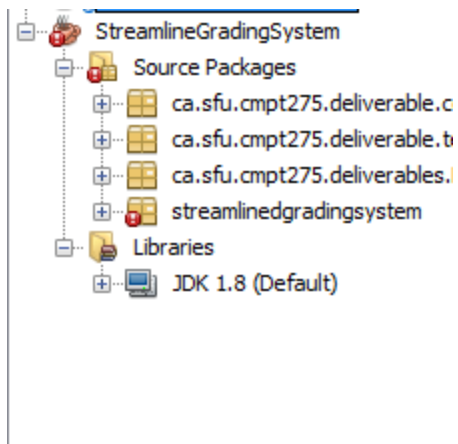 StreamlineGradingSystem
Source Packages
ca.sfu.cmpt275.deliverable.
ca.sfu.cmpt275.deliverable.t
ca.sfu.cmpt275.deliverables.
streamlinedgradingsystem
Libraries
JDK 1.8 (Default)